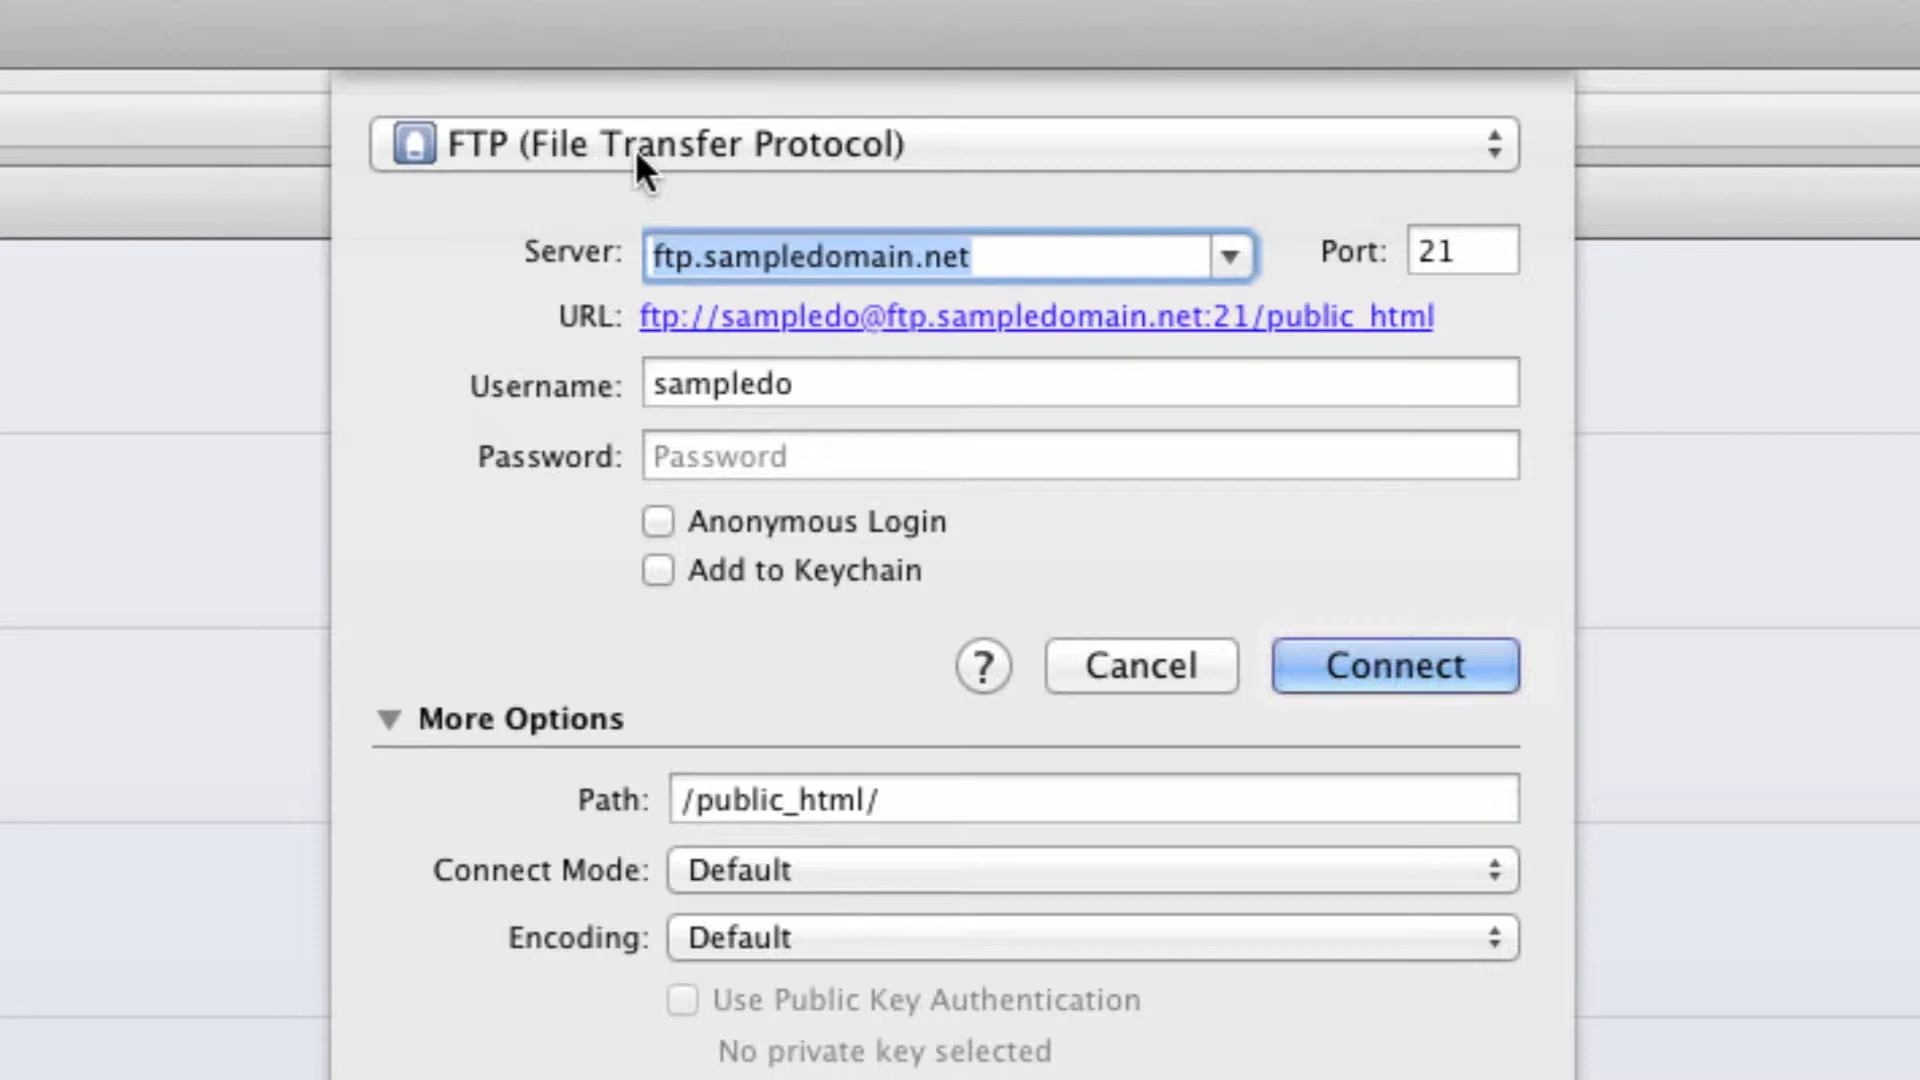 FTP (File Transfer Protocol)
Server: ftp.sampledomain.net Port: 21
URL: ftp://sampledo@ftp.sampledomain.net:21/public_html
Username: sampledo
Password: Password
Anonymous Login
Add to Keychain
? Cancel Connect
More Options
Path: /public_html/
Connect Mode: Default
Encoding: Default
Use Public Key Authentication
No private key selected